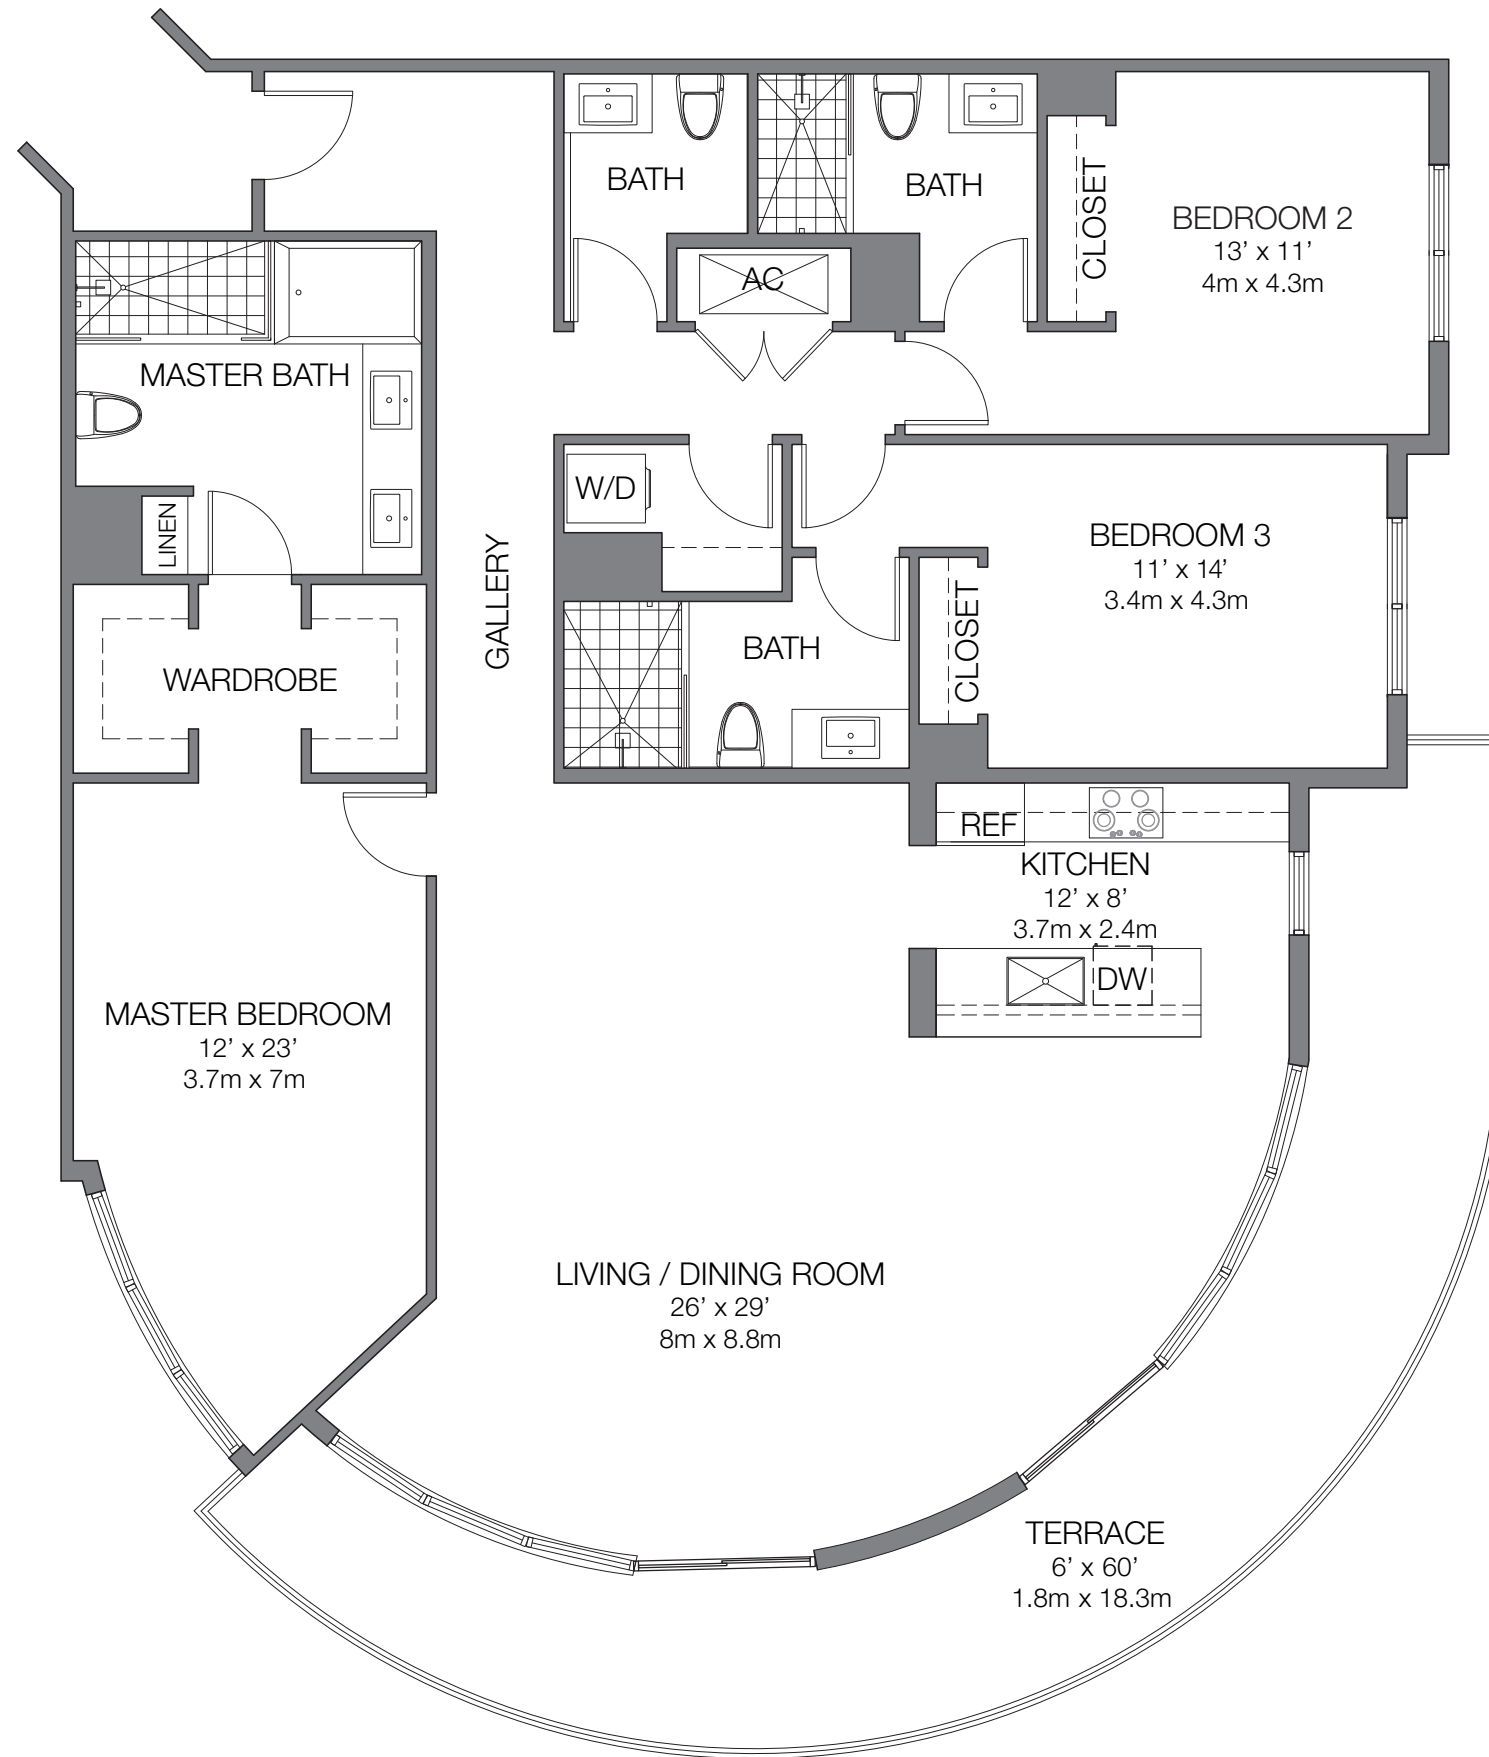 BATH
BATH
CLOSET
BEDROOM 2
13’ x 11’
4m x 4.3m
AC
MASTER BATH
LINEN
W/D
GALLERY
BEDROOM 3
11’ x 14’
3.4m x 4.3m
CLOSET
BATH
WARDROBE
REF
KITCHEN
12’ x 8’
3.7m x 2.4m
DW
MASTER BEDROOM
12’ x 23’
3.7m x 7m
LIVING / DINING ROOM
26’ x 29’
8m x 8.8m
TERRACE
6’ x 60’
1.8m x 18.3m